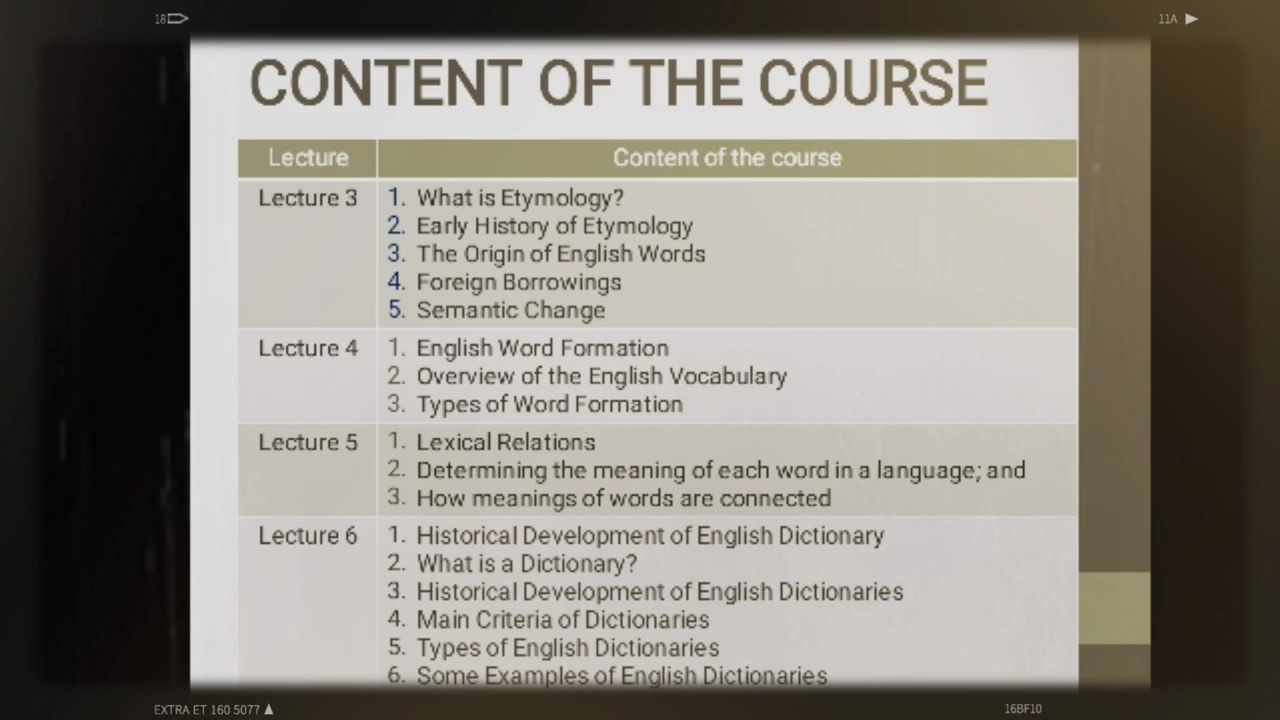 18
11A
CONTENT OF THE COURSE
Lecture
Content of the course
Lecture 3
1. What is Etymology?
2. Early History of Etymology
3. The Origin of English Words
4. Foreign Borrowings
5. Semantic Change
Lecture 4
1. English Word Formation
2. Overview of the English Vocabulary
3. Types of Word Formation
Lecture 5
1. Lexical Relations
2. Determining the meaning of each word in a language; and
3. How meanings of words are connected
Lecture 6
1. Historical Development of English Dictionary
2. What is a Dictionary?
3. Historical Development of English Dictionaries
4. Main Criteria of Dictionaries
5. Types of English Dictionaries
6. Some Examples of English Dictionaries
EXTRA ET 160 5077
16BF10